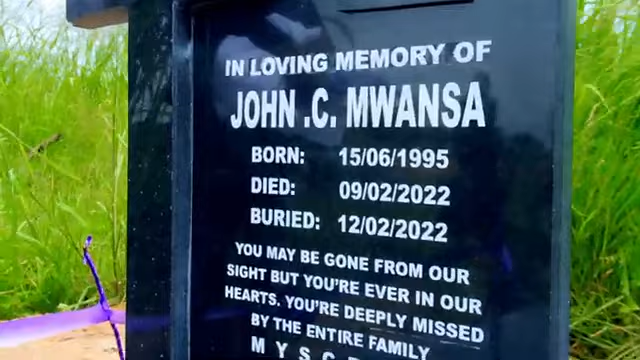 IN LOVING MEMORY OF
JOHN .C. MWANSA
BORN: 15/06/1995
DIED: 09/02/2022
BURIED: 12/02/2022
YOU MAY BE GONE FROM OUR
SIGHT BUT YOU'RE EVER IN OUR
HEARTS. YOU'RE DEEPLY MISSED
BY THE ENTIRE FAMILY